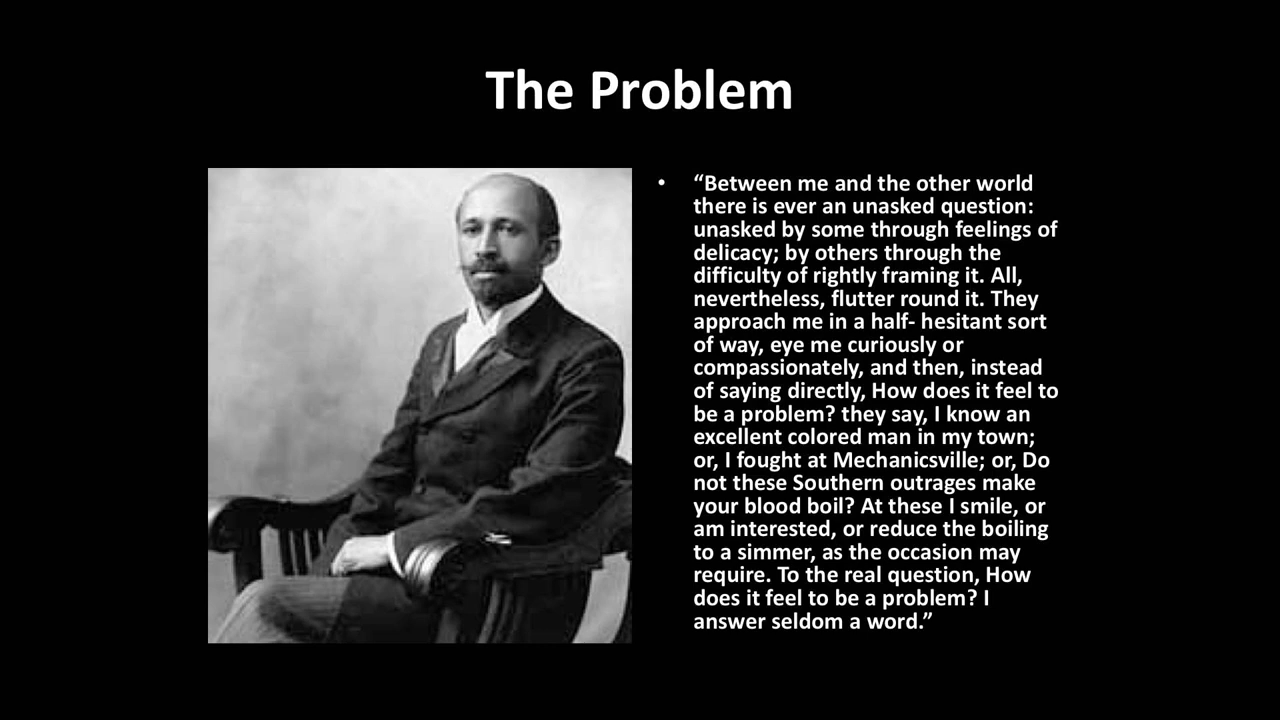 The Problem
• “Between me and the other world
there is ever an unasked question:
unasked by some through feelings of
delicacy; by others through the
difficulty of rightly framing it. All,
nevertheless, flutter round it. They
approach me in a half- hesitant sort
of way, eye me curiously or
compassionately, and then, instead
of saying directly, How does it feel to
be a problem? they say, I know an
excellent colored man in my town;
or, I fought at Mechanicsville; or, Do
not these Southern outrages make
your blood boil? At these I smile, or
am interested, or reduce the boiling
to a simmer, as the occasion may
require. To the real question, How
does it feel to be a problem? I
answer seldom a word.”